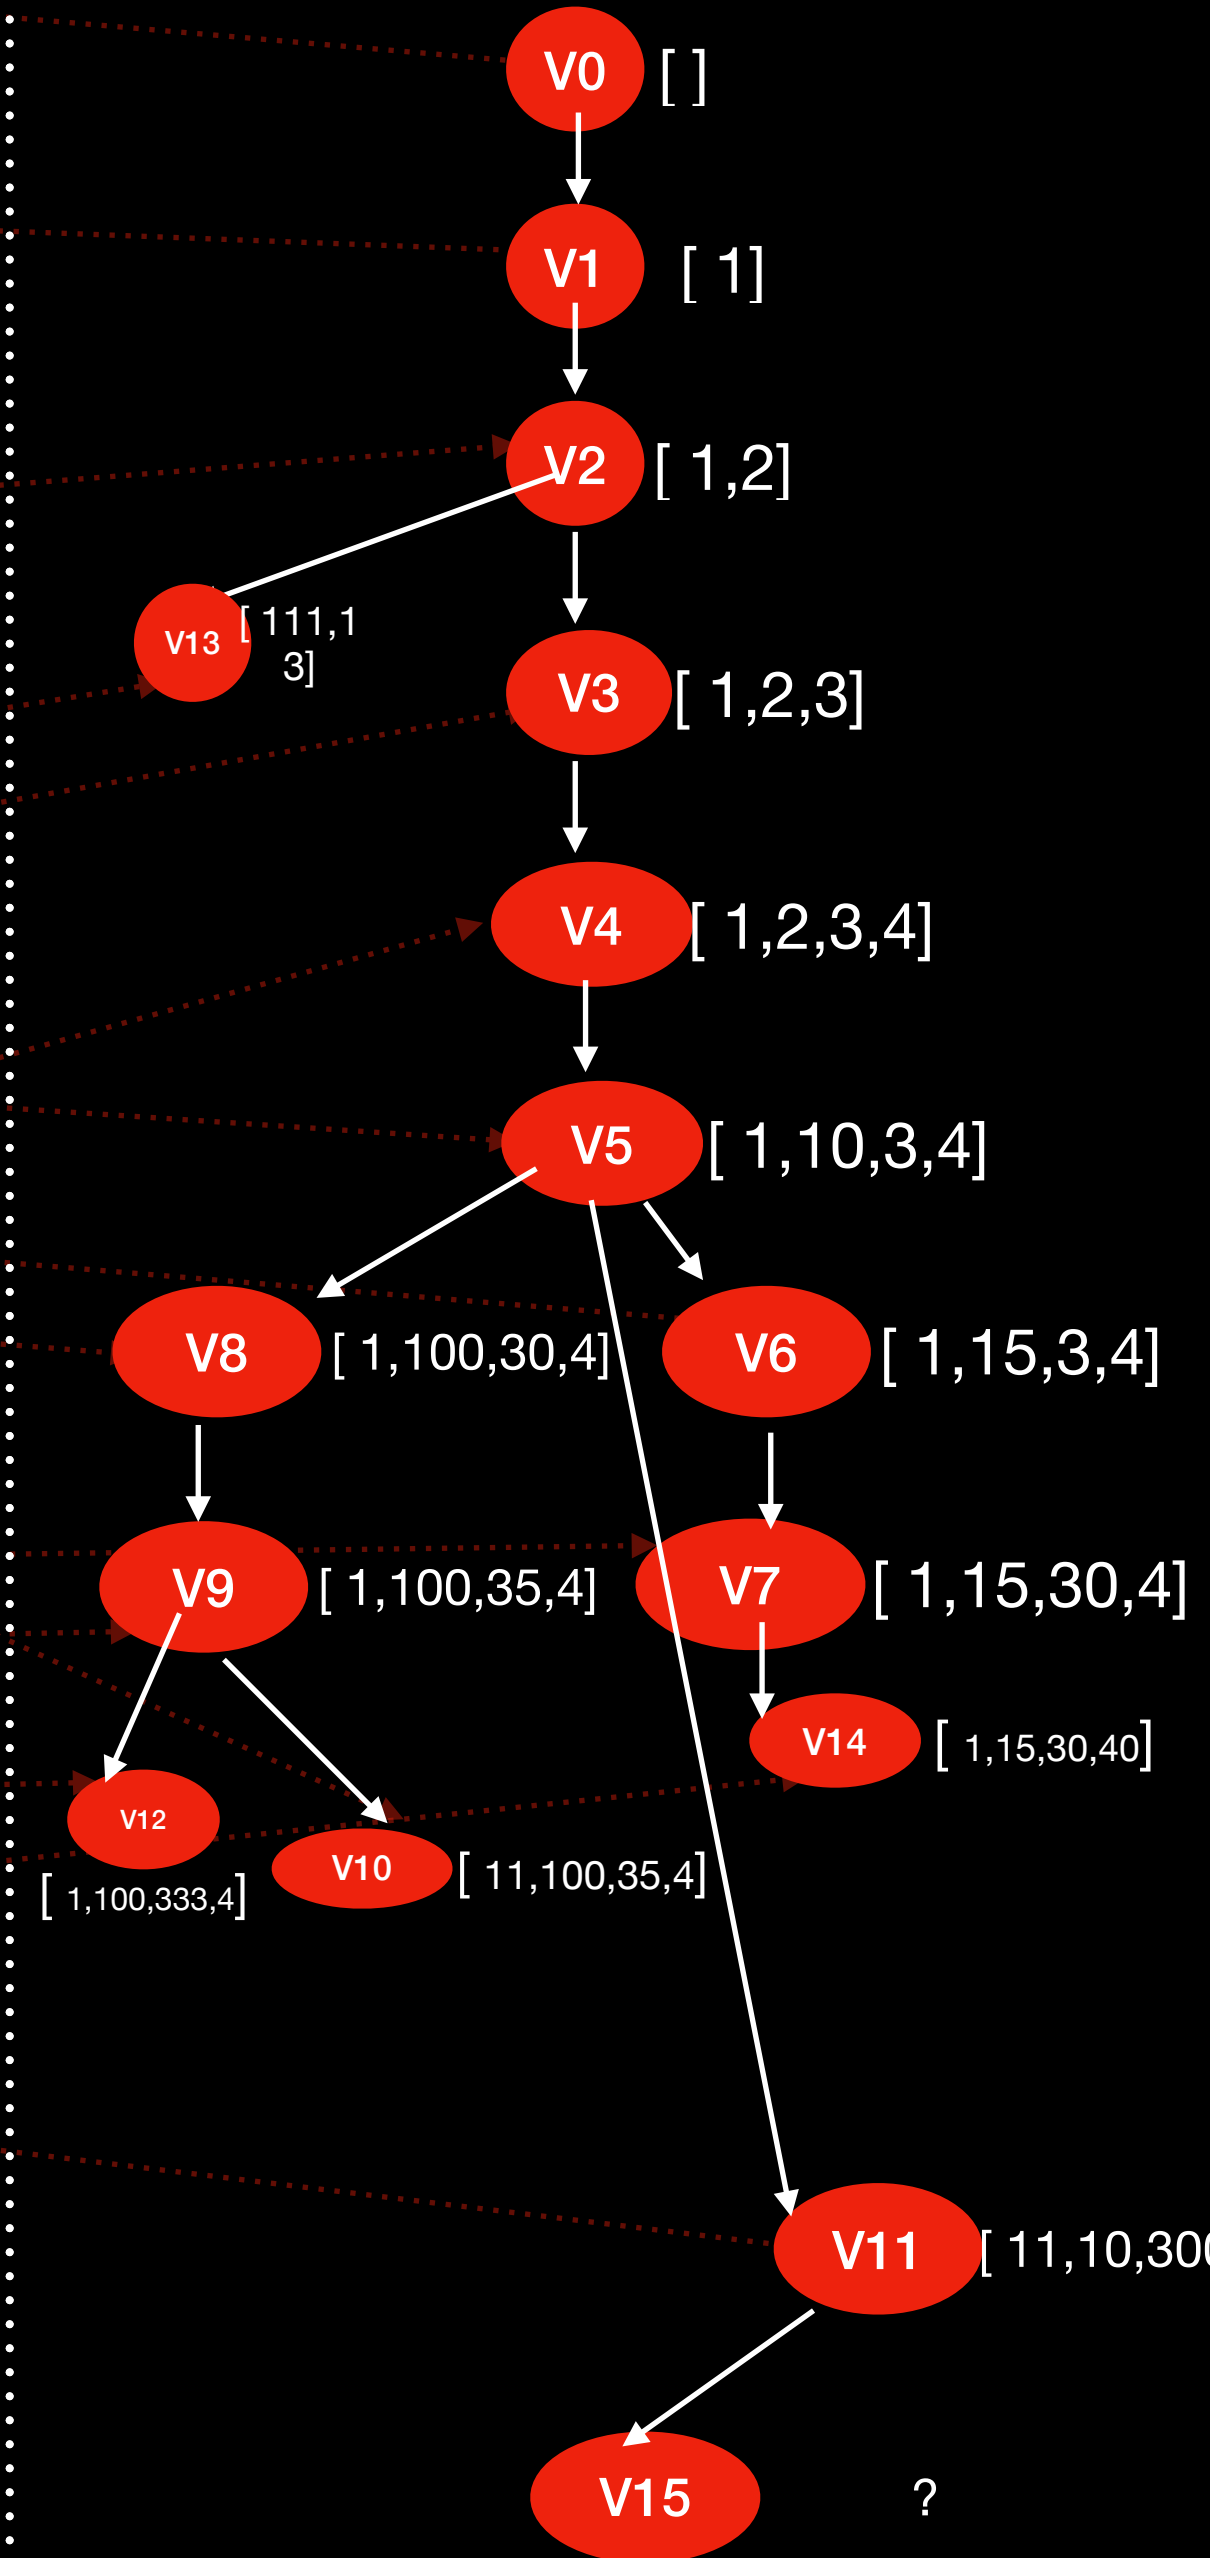 V0 [ ]
V1 [ 1]
V2 [ 1,2]
V13 [ 111,1
3]
V3 [ 1,2,3]
V4 [ 1,2,3,4]
V5 [ 1,10,3,4]
V8 [ 1,100,30,4] V6 [ 1,15,3,4]
V9 [ 1,100,35,4] V7 [ 1,15,30,4]
V14 [ 1,15,30,40]
V12
V10 [ 11,100,35,4]
[ 1,100,333,4]
V11 [ 11,10,300
V15 ?